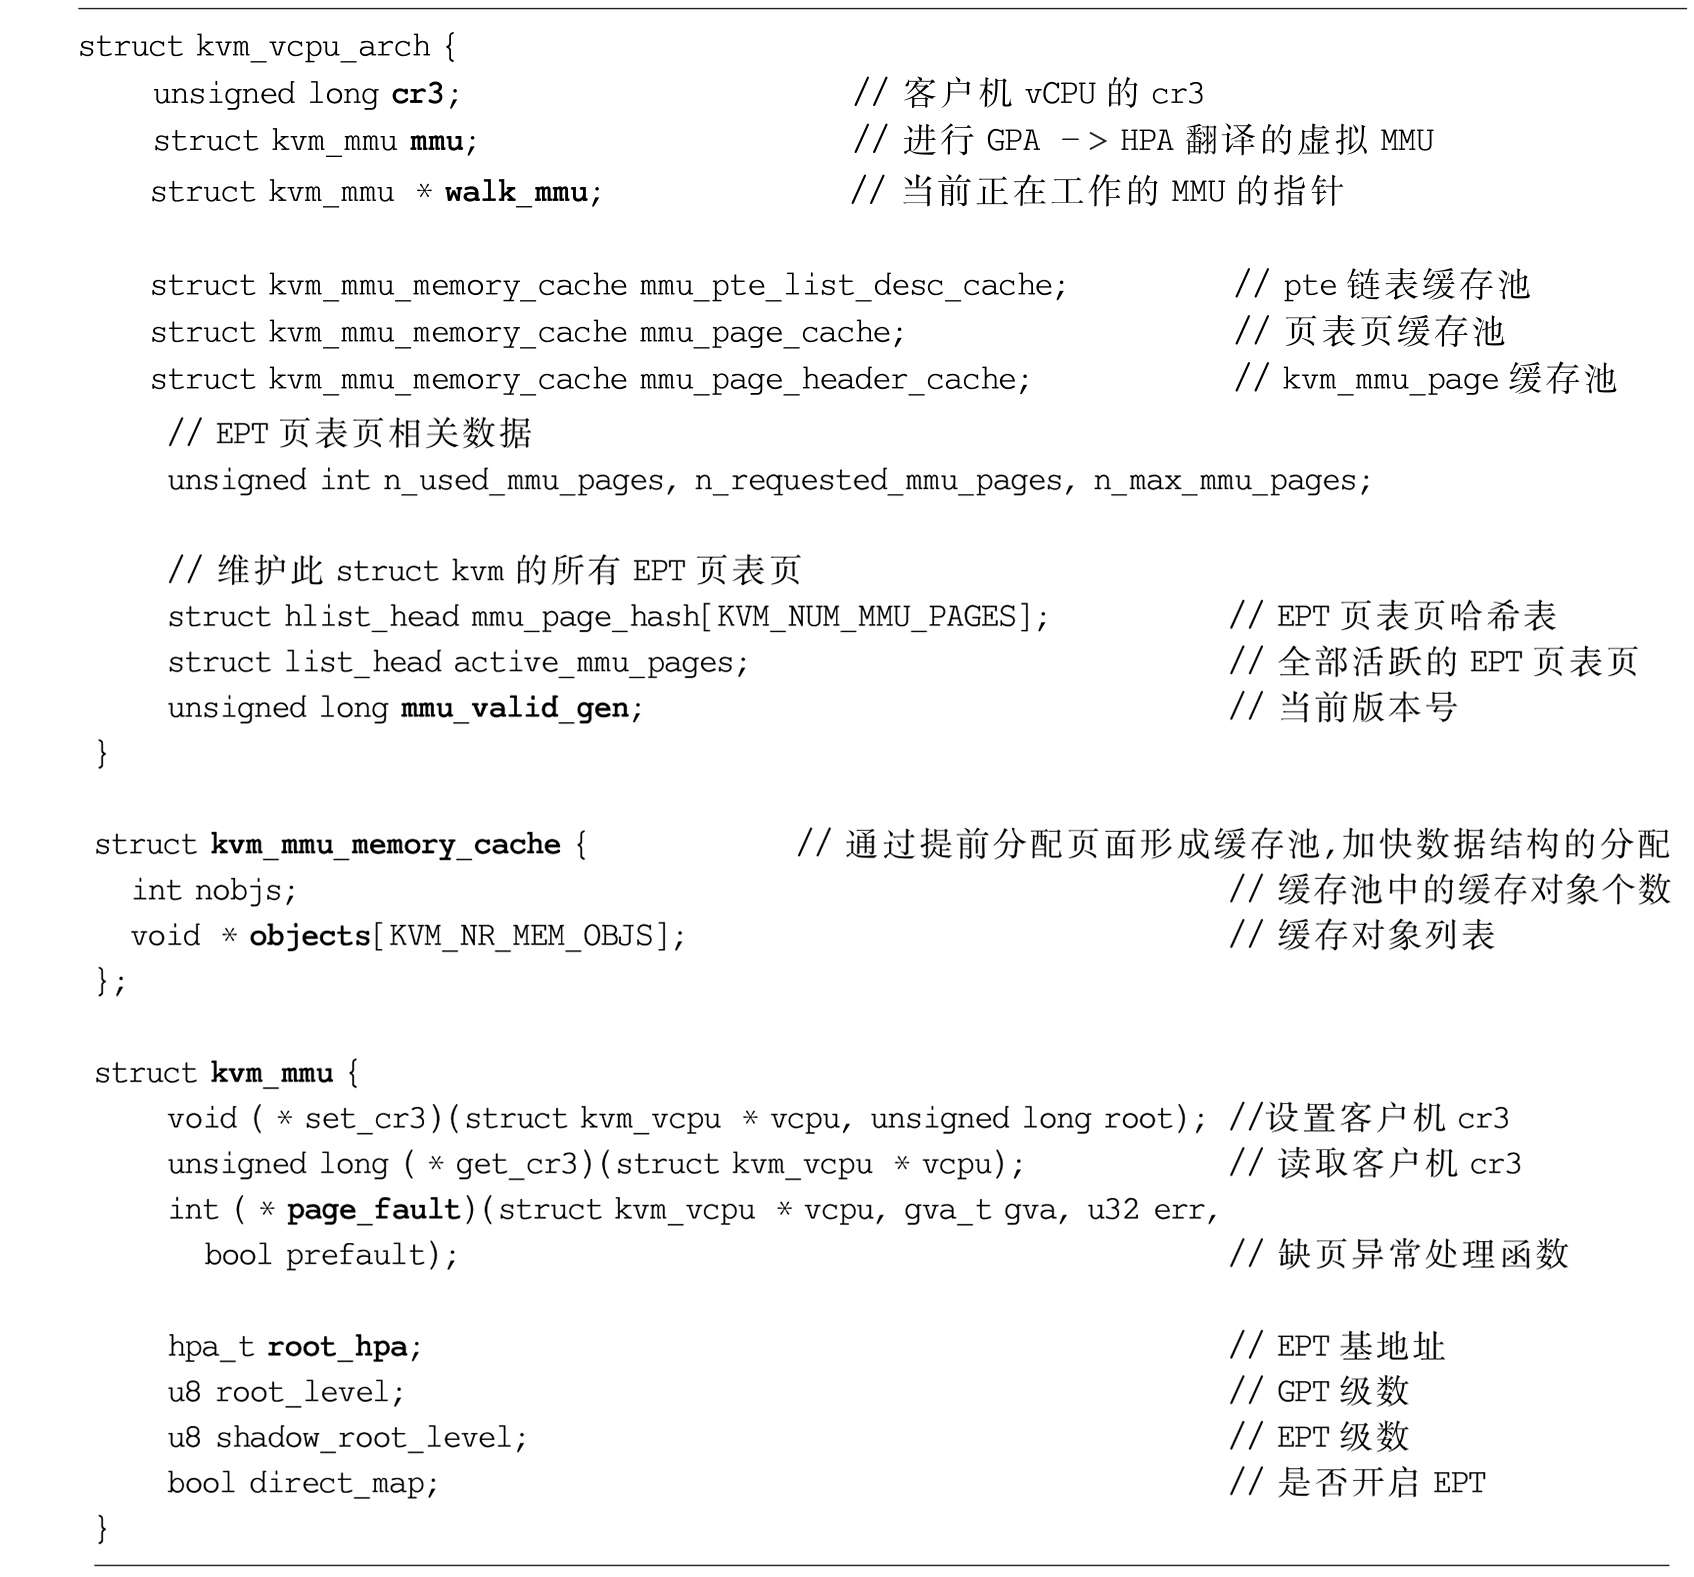 struct kvm_vcpu_arch {
unsigned long cr3; // 客户机 vCPU 的 cr3
struct kvm_mmu mmu; // 进行 GPA -> HPA 翻译的虚拟 MMU
struct kvm_mmu * walk_mmu; // 当前正在工作的 MMU 的指针
struct kvm_mmu_memory_cache mmu_pte_list_desc_cache; // pte 链表缓存池
struct kvm_mmu_memory_cache mmu_page_cache; // 页表页缓存池
struct kvm_mmu_memory_cache mmu_page_header_cache; // kvm_mmu_page 缓存池
// EPT 页表页相关数据
unsigned int n_used_mmu_pages, n_requested_mmu_pages, n_max_mmu_pages;
// 维护此 struct kvm 的所有 EPT 页表页
struct hlist_head mmu_page_hash[KVM_NUM_MMU_PAGES]; // EPT 页表页哈希表
struct list_head active_mmu_pages; // 全部活跃的 EPT 页表页
unsigned long mmu_valid_gen; // 当前版本号
}
struct kvm_mmu_memory_cache { // 通过提前分配页面形成缓存池,加快数据结构的分配
int nobjs; // 缓存池中的缓存对象个数
void * objects[KVM_NR_MEM_OBJS]; // 缓存对象列表
};
struct kvm_mmu {
void ( * set_cr3)(struct kvm_vcpu * vcpu, unsigned long root); //设置客户机 cr3
unsigned long ( * get_cr3)(struct kvm_vcpu * vcpu); // 读取客户机 cr3
int ( * page_fault)(struct kvm_vcpu * vcpu, gva_t gva, u32 err,
bool prefault); // 缺页异常处理函数
hpa_t root_hpa; // EPT 基地址
u8 root_level; // GPT 级数
u8 shadow_root_level; // EPT 级数
bool direct_map; // 是否开启 EPT
}